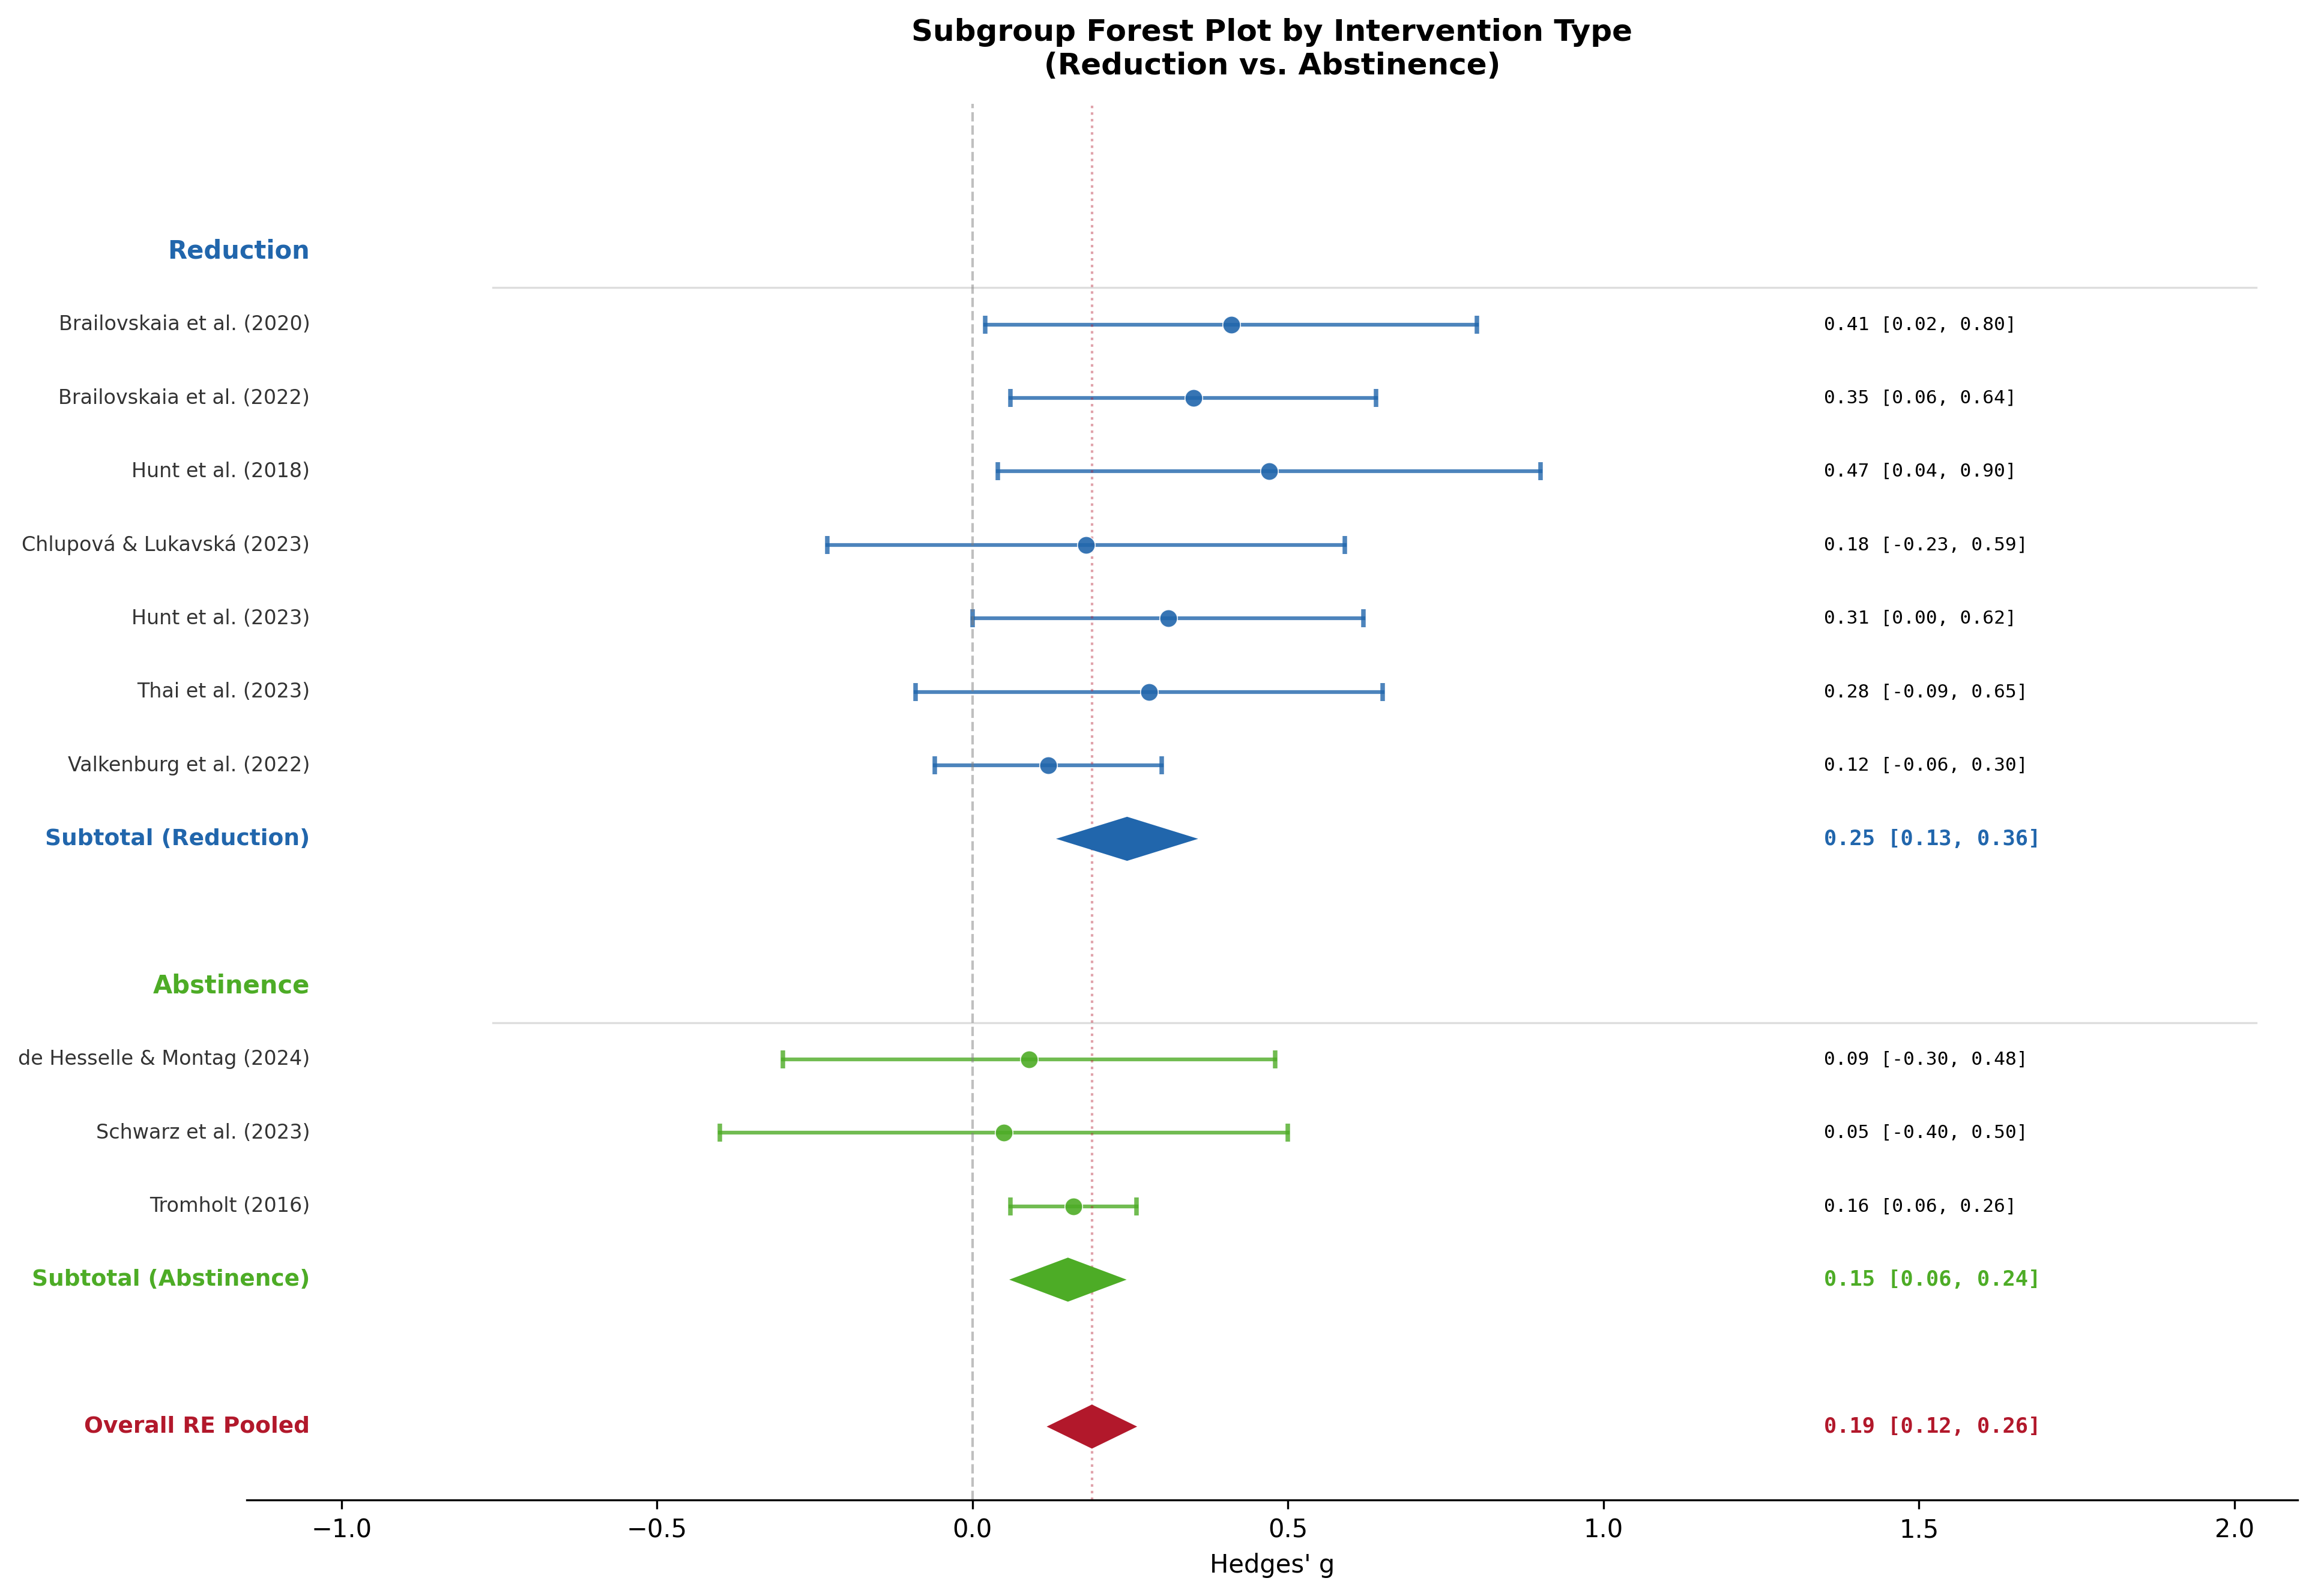 Subgroup Forest Plot by Intervention Type
(Reduction vs. Abstinence)
Reduction
Brailovskaia et al. (2020) 0.41 [0.02, 0.80]
Brailovskaia et al. (2022) 0.35 [0.06, 0.64]
Hunt et al. (2018) 0.47 [0.04, 0.90]
Chlupová & Lukavská (2023) 0.18 [-0.23, 0.59]
Hunt et al. (2023) 0.31 [0.00, 0.62]
Thai et al. (2023) 0.28 [-0.09, 0.65]
Valkenburg et al. (2022) 0.12 [-0.06, 0.30]
Subtotal (Reduction) 0.25 [0.13, 0.36]
Abstinence
de Hesselle & Montag (2024) 0.09 [-0.30, 0.48]
Schwarz et al. (2023) 0.05 [-0.40, 0.50]
Tromholt (2016) 0.16 [0.06, 0.26]
Subtotal (Abstinence) 0.15 [0.06, 0.24]
Overall RE Pooled 0.19 [0.12, 0.26]
−1.0 −0.5 0.0 0.5 1.0 1.5 2.0
Hedges' g